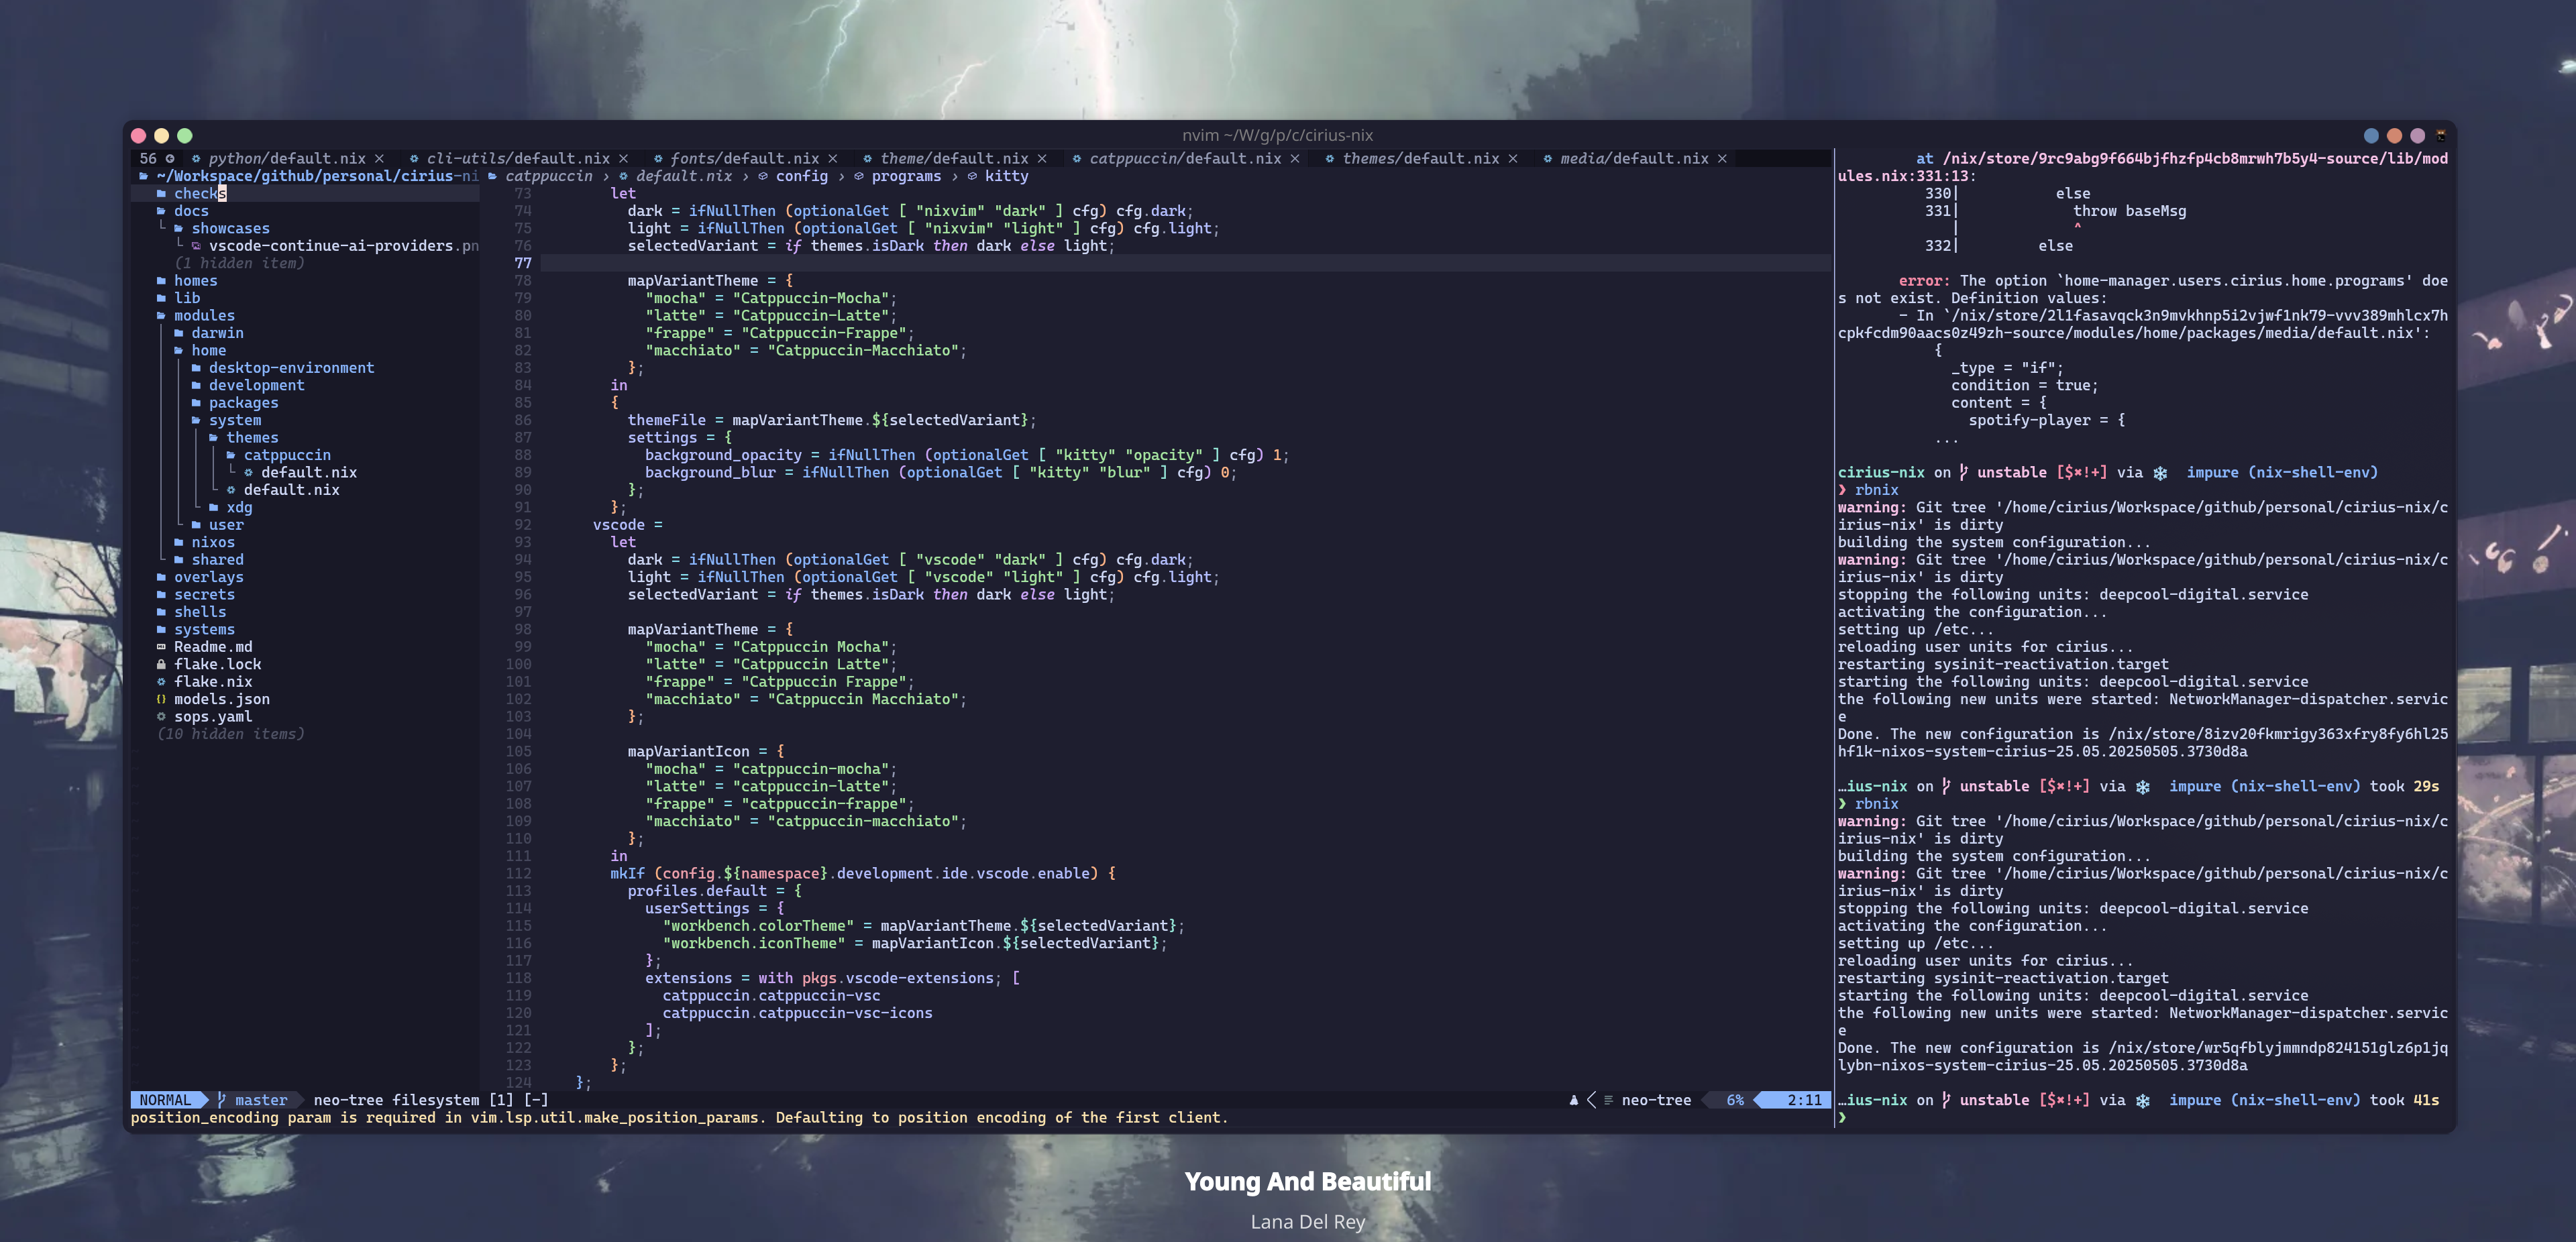 nvim ~/W/g/p/c/cirius-nix
56 python/default.nix × cli-utils/default.nix × fonts/default.nix × theme/default.nix × catppuccin/default.nix × themes/default.nix × media/default.nix ×
~/Workspace/github/personal/cirius-ni
checks
docs
showcases
vscode-continue-ai-providers.pn
(1 hidden item)
homes
lib
modules
darwin
home
desktop-environment
development
packages
system
themes
catppuccin
default.nix
default.nix
xdg
user
nixos
shared
overlays
secrets
shells
systems
Readme.md
flake.lock
flake.nix
models.json
sops.yaml
(10 hidden items)
catppuccin › default.nix › config › programs › kitty
73 let
74 dark = ifNullThen (optionalGet [ "nixvim" "dark" ] cfg) cfg.dark;
75 light = ifNullThen (optionalGet [ "nixvim" "light" ] cfg) cfg.light;
76 selectedVariant = if themes.isDark then dark else light;
77
78 mapVariantTheme = {
79 "mocha" = "Catppuccin-Mocha";
80 "latte" = "Catppuccin-Latte";
81 "frappe" = "Catppuccin-Frappe";
82 "macchiato" = "Catppuccin-Macchiato";
83 };
84 in
85 {
86 themeFile = mapVariantTheme.${selectedVariant};
87 settings = {
88 background_opacity = ifNullThen (optionalGet [ "kitty" "opacity" ] cfg) 1;
89 background_blur = ifNullThen (optionalGet [ "kitty" "blur" ] cfg) 0;
90 };
91 };
92 vscode =
93 let
94 dark = ifNullThen (optionalGet [ "vscode" "dark" ] cfg) cfg.dark;
95 light = ifNullThen (optionalGet [ "vscode" "light" ] cfg) cfg.light;
96 selectedVariant = if themes.isDark then dark else light;
97
98 mapVariantTheme = {
99 "mocha" = "Catppuccin Mocha";
100 "latte" = "Catppuccin Latte";
101 "frappe" = "Catppuccin Frappe";
102 "macchiato" = "Catppuccin Macchiato";
103 };
104
105 mapVariantIcon = {
106 "mocha" = "catppuccin-mocha";
107 "latte" = "catppuccin-latte";
108 "frappe" = "catppuccin-frappe";
109 "macchiato" = "catppuccin-macchiato";
110 };
111 in
112 mkIf (config.${namespace}.development.ide.vscode.enable) {
113 profiles.default = {
114 userSettings = {
115 "workbench.colorTheme" = mapVariantTheme.${selectedVariant};
116 "workbench.iconTheme" = mapVariantIcon.${selectedVariant};
117 };
118 extensions = with pkgs.vscode-extensions; [
119 catppuccin.catppuccin-vsc
120 catppuccin.catppuccin-vsc-icons
121 ];
122 };
123 };
124 };
NORMAL master neo-tree filesystem [1] [-] neo-tree 6% 2:11
position_encoding param is required in vim.lsp.util.make_position_params. Defaulting to position encoding of the first client.
at /nix/store/9rc9abg9f664bjfhzfp4cb8mrwh7b5y4-source/lib/mod
ules.nix:331:13:
330| else
331| throw baseMsg
| ^
332| else
error: The option `home-manager.users.cirius.home.programs' doe
s not exist. Definition values:
- In `/nix/store/2l1fasavqck3n9mvkhnp5i2vjwf1nk79-vvv389mhlcx7h
cpkfcdm90aacs0z49zh-source/modules/home/packages/media/default.nix':
{
_type = "if";
condition = true;
content = {
spotify-player = {
...
cirius-nix on unstable [$✖!+] via ❄ impure (nix-shell-env)
❯ rbnix
warning: Git tree '/home/cirius/Workspace/github/personal/cirius-nix/c
irius-nix' is dirty
building the system configuration...
warning: Git tree '/home/cirius/Workspace/github/personal/cirius-nix/c
irius-nix' is dirty
stopping the following units: deepcool-digital.service
activating the configuration...
setting up /etc...
reloading user units for cirius...
restarting sysinit-reactivation.target
starting the following units: deepcool-digital.service
the following new units were started: NetworkManager-dispatcher.servic
e
Done. The new configuration is /nix/store/8izv20fkmrigy363xfry8fy6hl25
hf1k-nixos-system-cirius-25.05.20250505.3730d8a
…ius-nix on unstable [$✖!+] via ❄ impure (nix-shell-env) took 29s
❯ rbnix
warning: Git tree '/home/cirius/Workspace/github/personal/cirius-nix/c
irius-nix' is dirty
building the system configuration...
warning: Git tree '/home/cirius/Workspace/github/personal/cirius-nix/c
irius-nix' is dirty
stopping the following units: deepcool-digital.service
activating the configuration...
setting up /etc...
reloading user units for cirius...
restarting sysinit-reactivation.target
starting the following units: deepcool-digital.service
the following new units were started: NetworkManager-dispatcher.servic
e
Done. The new configuration is /nix/store/wr5qfblyjmmndp824151glz6p1jq
lybn-nixos-system-cirius-25.05.20250505.3730d8a
…ius-nix on unstable [$✖!+] via ❄ impure (nix-shell-env) took 41s
❯
Young And Beautiful
Lana Del Rey